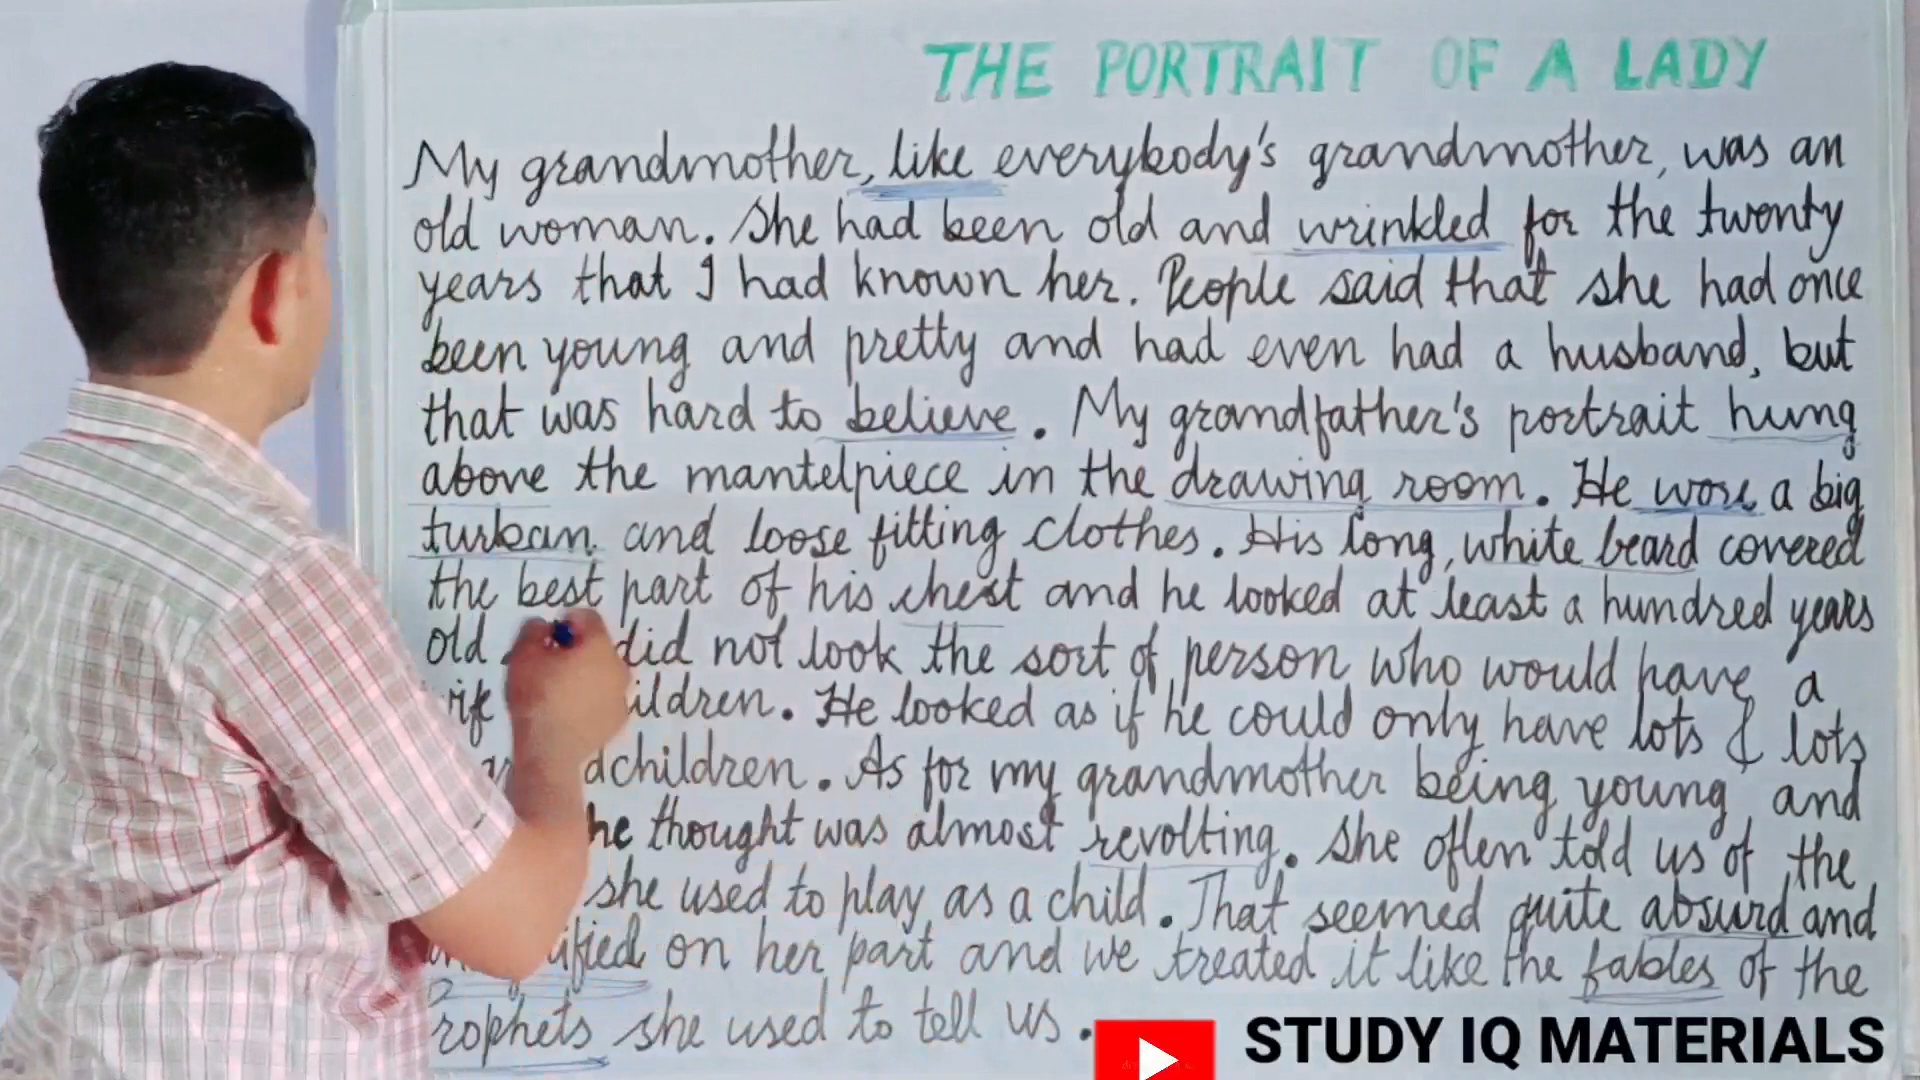 THE PORTRAIT OF A LADY
My grandmother, like everybody's grandmother, was an
old woman. She had been old and wrinkled for the twenty
years that I had known her. People said that she had once
been young and pretty and had even had a husband, but
that was hard to believe. My grandfather's portrait hung
above the mantelpiece in the drawing room. He wore a big
turban and loose fitting clothes. His long, white beard covered
the best part of his chest and he looked at least a hundred years
old did not look the sort of person who would have a
ildren. He looked as if he could only have lots & lots
dchildren. As for my grandmother being young and
he thought was almost revolting. She often told us of the
she used to play as a child. That seemed quite absurd and
ified on her part and we treated it like the fables of the
Prophets she used to tell us.
STUDY IQ MATERIALS